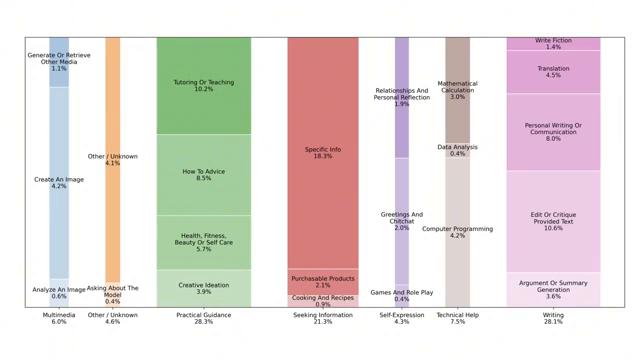 Generate Or Retrieve
Other Media
1.1%
Create An Image
4.2%
Analyze An Image
0.6%
Other / Unknown
4.1%
Asking About The
Model
0.4%
Tutoring Or Teaching
10.2%
How To Advice
8.5%
Health, Fitness,
Beauty Or Self Care
5.7%
Creative Ideation
3.9%
Specific Info
18.3%
Purchasable Products
2.1%
Cooking And Recipes
0.9%
Relationships And
Personal Reflection
1.9%
Greetings And
Chitchat
2.0%
Games And Role Play
0.4%
Mathematical
Calculation
3.0%
Data Analysis
0.4%
Computer Programming
4.2%
Write Fiction
1.4%
Translation
4.5%
Personal Writing Or
Communication
8.0%
Edit Or Critique
Provided Text
10.6%
Argument Or Summary
Generation
3.6%
Multimedia
6.0%
Other / Unknown
4.6%
Practical Guidance
28.3%
Seeking Information
21.3%
Self-Expression
4.3%
Technical Help
7.5%
Writing
28.1%